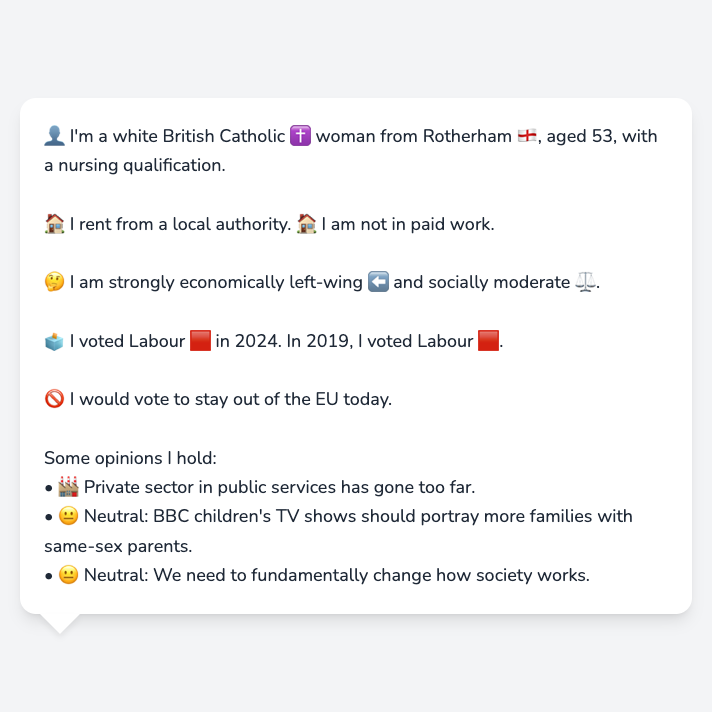 👤 I'm a white British Catholic ✝️ woman from Rotherham 🏴󠁧󠁢󠁥󠁮󠁧󠁿, aged 53, with
a nursing qualification.
🏠 I rent from a local authority. 🏠 I am not in paid work.
🤔 I am strongly economically left-wing ⬅️ and socially moderate ⚖️.
🗳️ I voted Labour 🟥 in 2024. In 2019, I voted Labour 🟥.
🚫 I would vote to stay out of the EU today.
Some opinions I hold:
• 🏭 Private sector in public services has gone too far.
• 😐 Neutral: BBC children's TV shows should portray more families with
same-sex parents.
• 😐 Neutral: We need to fundamentally change how society works.